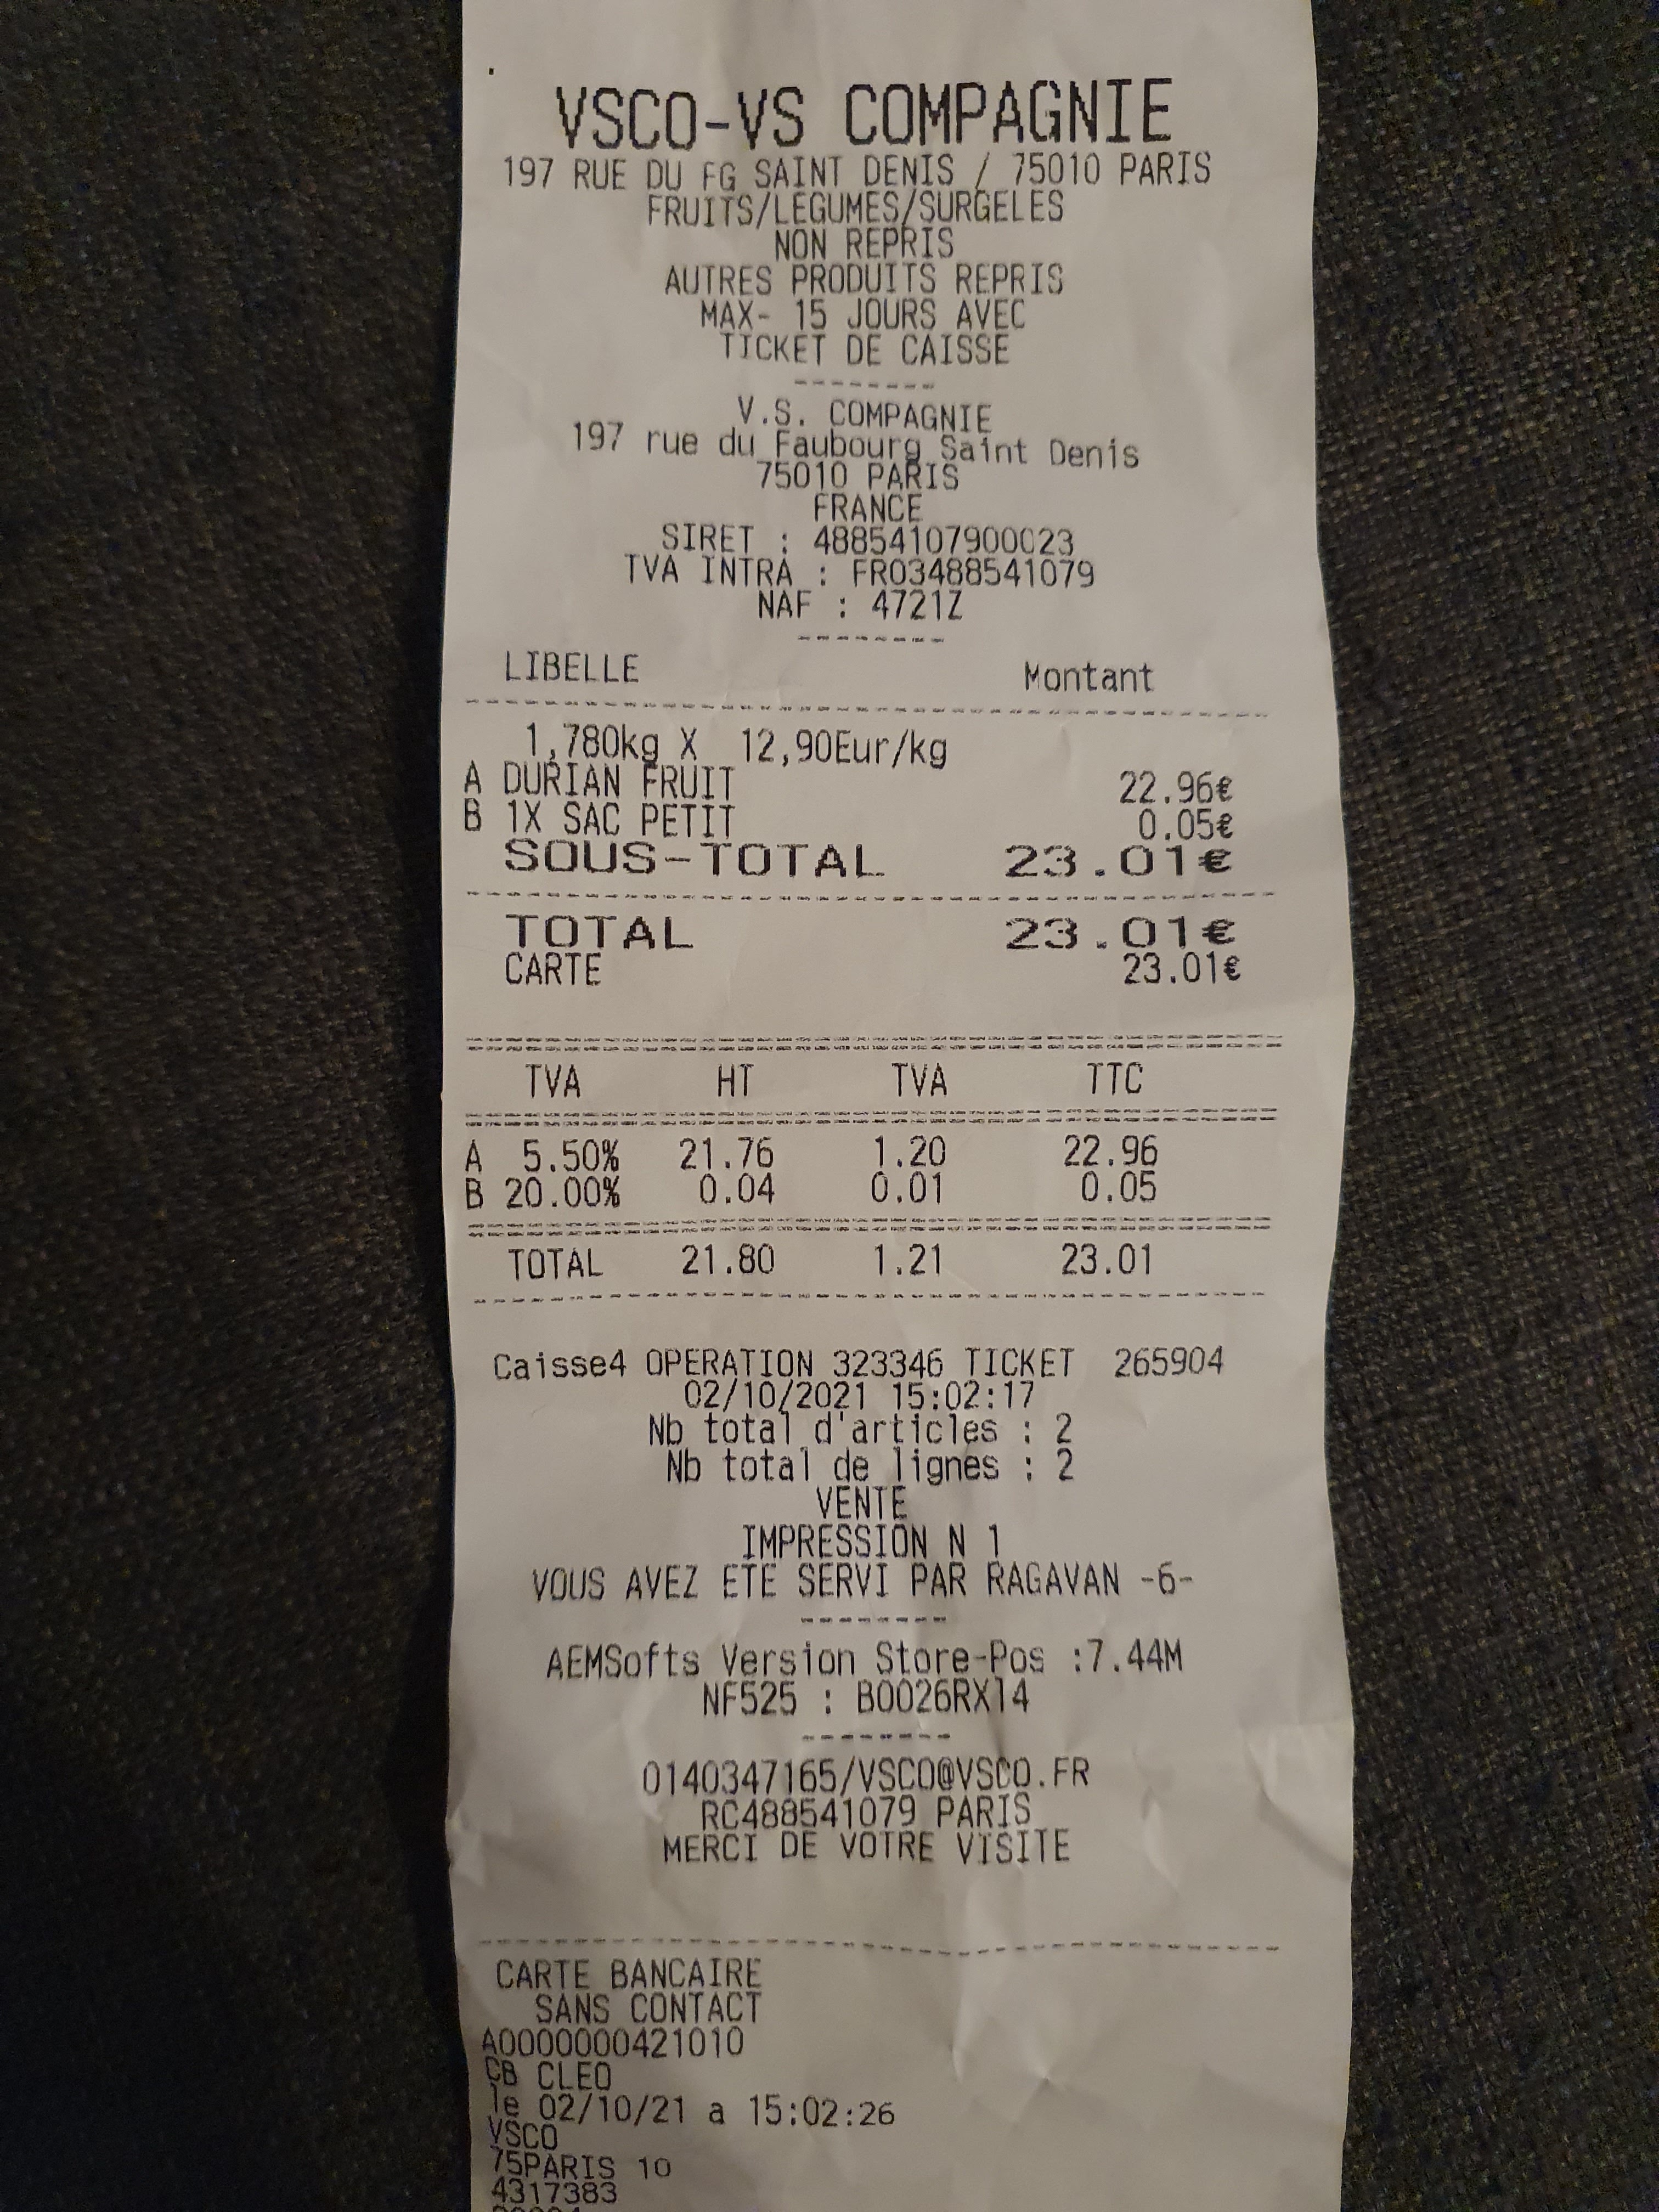 VSCO-VS COMPAGNIE
197 RUE DU FG SAINT DENIS / 75010 PARIS
FRUITS/LEGUMES/SURGELES
NON REPRIS
AUTRES PRODUITS REPRIS
MAX- 15 JOURS AVEC
TICKET DE CAISSE
--------
V.S. COMPAGNIE
197 rue du Faubourg Saint Denis
75010 PARIS
FRANCE
SIRET : 48854107900023
TVA INTRA : FR03488541079
NAF : 4721Z
--------
LIBELLE Montant
1,780kg X 12,90Eur/kg
A DURIAN FRUIT 22.96€
B 1X SAC PETIT 0.05€
SOUS-TOTAL 23.01€
TOTAL 23.01€
CARTE 23.01€
TVA HT TVA TTC
A 5.50% 21.76 1.20 22.96
B 20.00% 0.04 0.01 0.05
TOTAL 21.80 1.21 23.01
Caisse4 OPERATION 323346 TICKET 265904
02/10/2021 15:02:17
Nb total d'articles : 2
Nb total de lignes : 2
VENTE
IMPRESSION N 1
VOUS AVEZ ETE SERVI PAR RAGAVAN -6-
--------
AEMSofts Version Store-Pos :7.44M
NF525 : B0026RX14
--------
0140347165/VSCO@VSCO.FR
RC488541079 PARIS
MERCI DE VOTRE VISITE
CARTE BANCAIRE
SANS CONTACT
A0000000421010
CB CLEO
le 02/10/21 a 15:02:26
VSCO
75PARIS 10
4317383